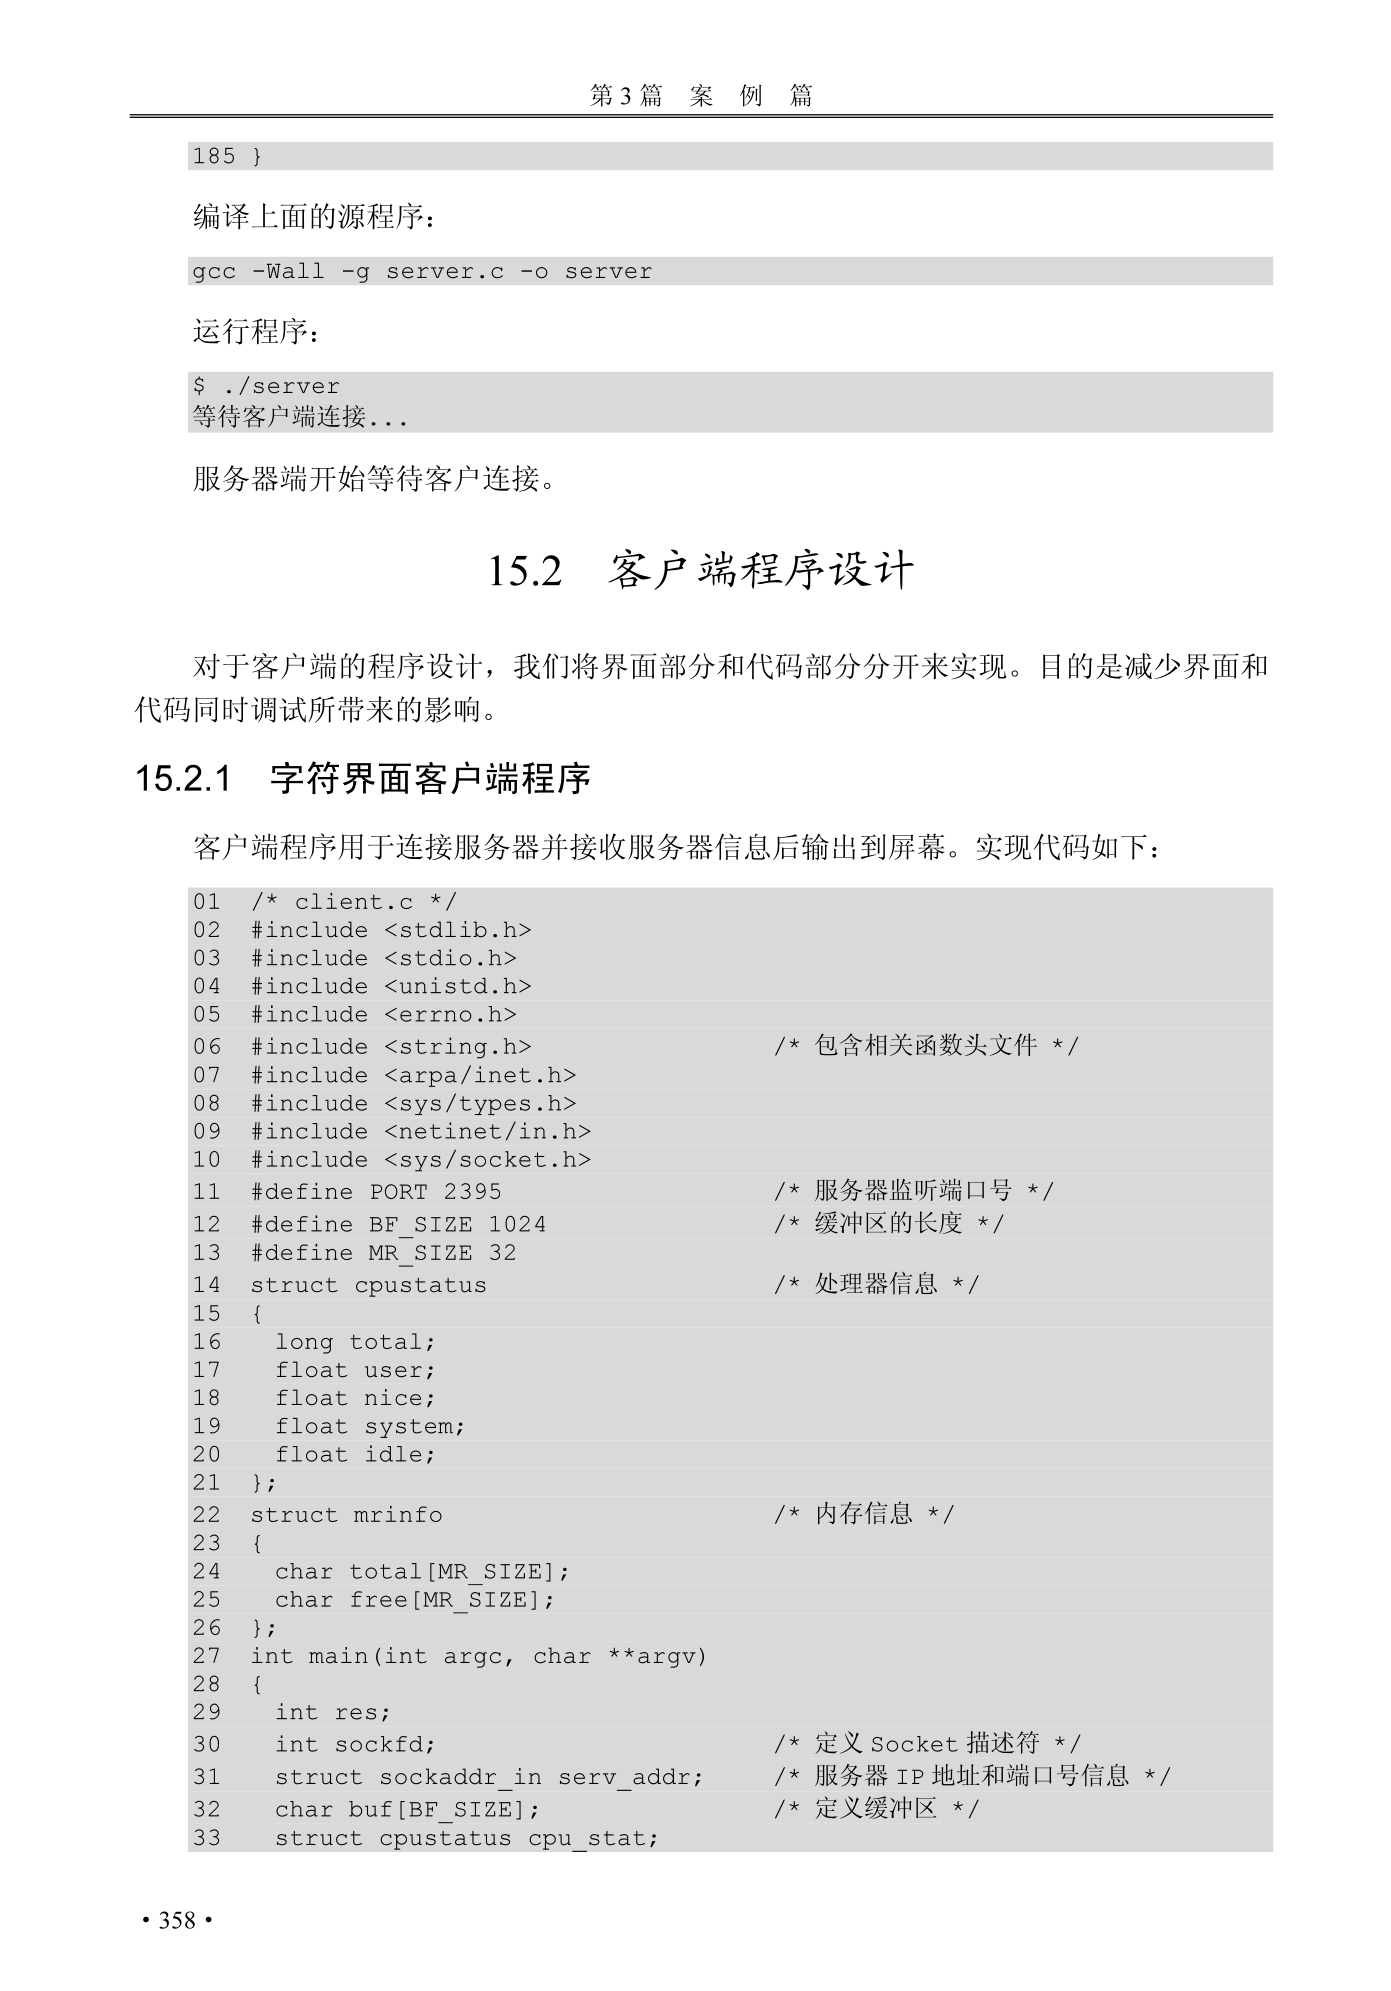 第 3 篇　案　例　篇
185 }
编译上面的源程序：
gcc -Wall -g server.c -o server
运行程序：
$ ./server
等待客户端连接...
服务器端开始等待客户连接。
15.2　客户端程序设计
对于客户端的程序设计，我们将界面部分和代码部分分开来实现。目的是减少界面和
代码同时调试所带来的影响。
15.2.1　字符界面客户端程序
客户端程序用于连接服务器并接收服务器信息后输出到屏幕。实现代码如下：
01  /* client.c */
02  #include <stdlib.h>
03  #include <stdio.h>
04  #include <unistd.h>
05  #include <errno.h>
06  #include <string.h>                /* 包含相关函数头文件 */
07  #include <arpa/inet.h>
08  #include <sys/types.h>
09  #include <netinet/in.h>
10  #include <sys/socket.h>
11  #define PORT 2395                  /* 服务器监听端口号 */
12  #define BF_SIZE 1024               /* 缓冲区的长度 */
13  #define MR_SIZE 32
14  struct cpustatus                   /* 处理器信息 */
15  {
16    long total;
17    float user;
18    float nice;
19    float system;
20    float idle;
21  };
22  struct mrinfo                      /* 内存信息 */
23  {
24    char total[MR_SIZE];
25    char free[MR_SIZE];
26  };
27  int main(int argc, char **argv)
28  {
29    int res;
30    int sockfd;                      /* 定义 Socket 描述符 */
31    struct sockaddr_in serv_addr;    /* 服务器 IP 地址和端口号信息 */
32    char buf[BF_SIZE];               /* 定义缓冲区 */
33    struct cpustatus cpu_stat;
· 358 ·